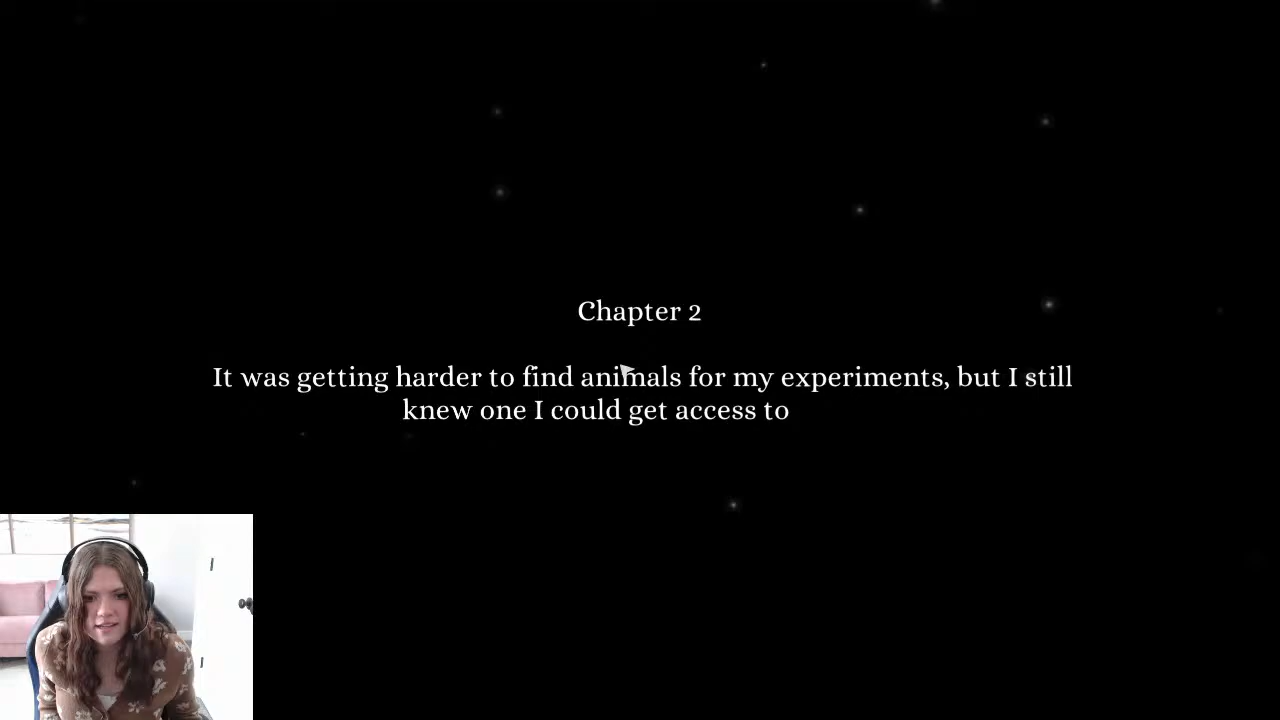 Chapter 2
It was getting harder to find animals for my experiments, but I still
knew one I could get access to